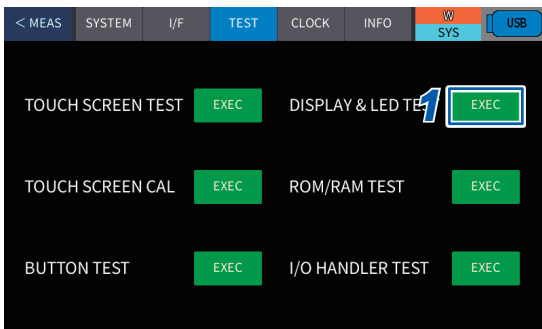 < MEAS SYSTEM I/F TEST CLOCK INFO W SYS USB
TOUCH SCREEN TEST EXEC DISPLAY & LED TE 1 EXEC
TOUCH SCREEN CAL EXEC ROM/RAM TEST EXEC
BUTTON TEST EXEC I/O HANDLER TEST EXEC